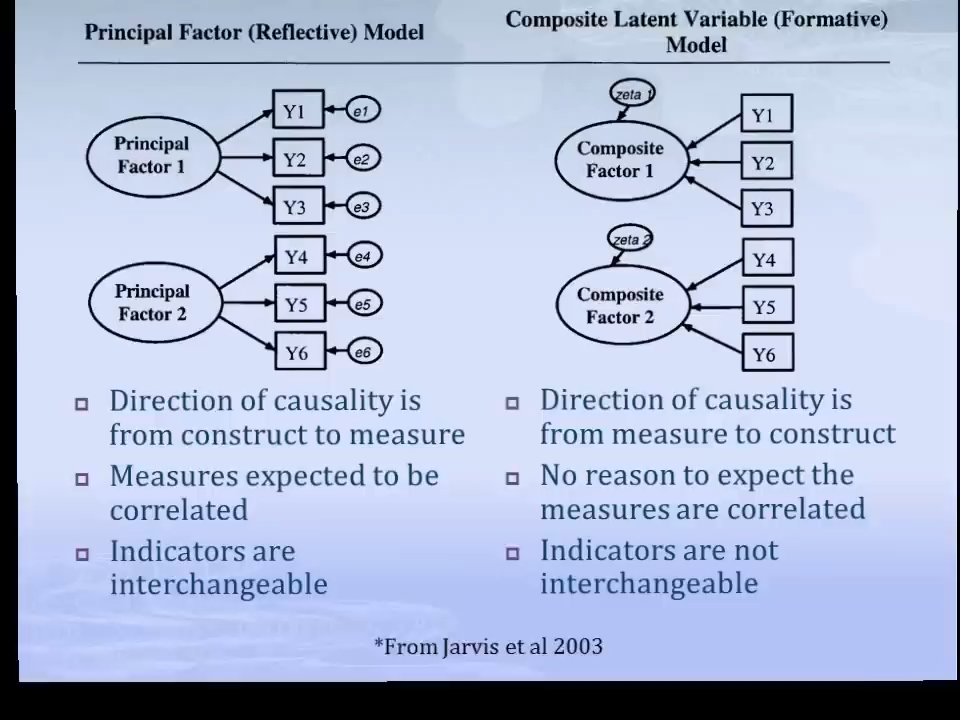 Principal Factor (Reflective) Model
Y1
e1
Principal
Factor 1
Y2
e2
Y3
e3
Y4
e4
Principal
Factor 2
Y5
e5
Y6
e6
Direction of causality is
from construct to measure
Measures expected to be
correlated
Indicators are
interchangeable
Composite Latent Variable (Formative)
Model
zeta 1
Y1
Composite
Factor 1
Y2
Y3
zeta 2
Y4
Composite
Factor 2
Y5
Y6
Direction of causality is
from measure to construct
No reason to expect the
measures are correlated
Indicators are not
interchangeable
*From Jarvis et al 2003